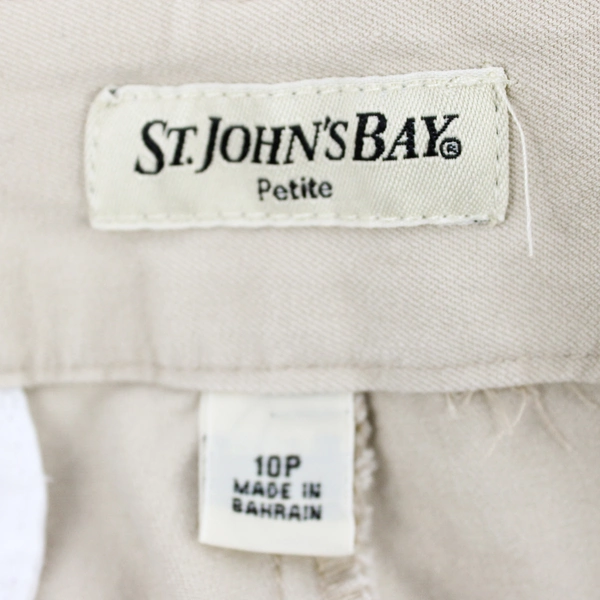 ST. JOHN'S BAY®
Petite
10P
MADE IN
BAHRAIN